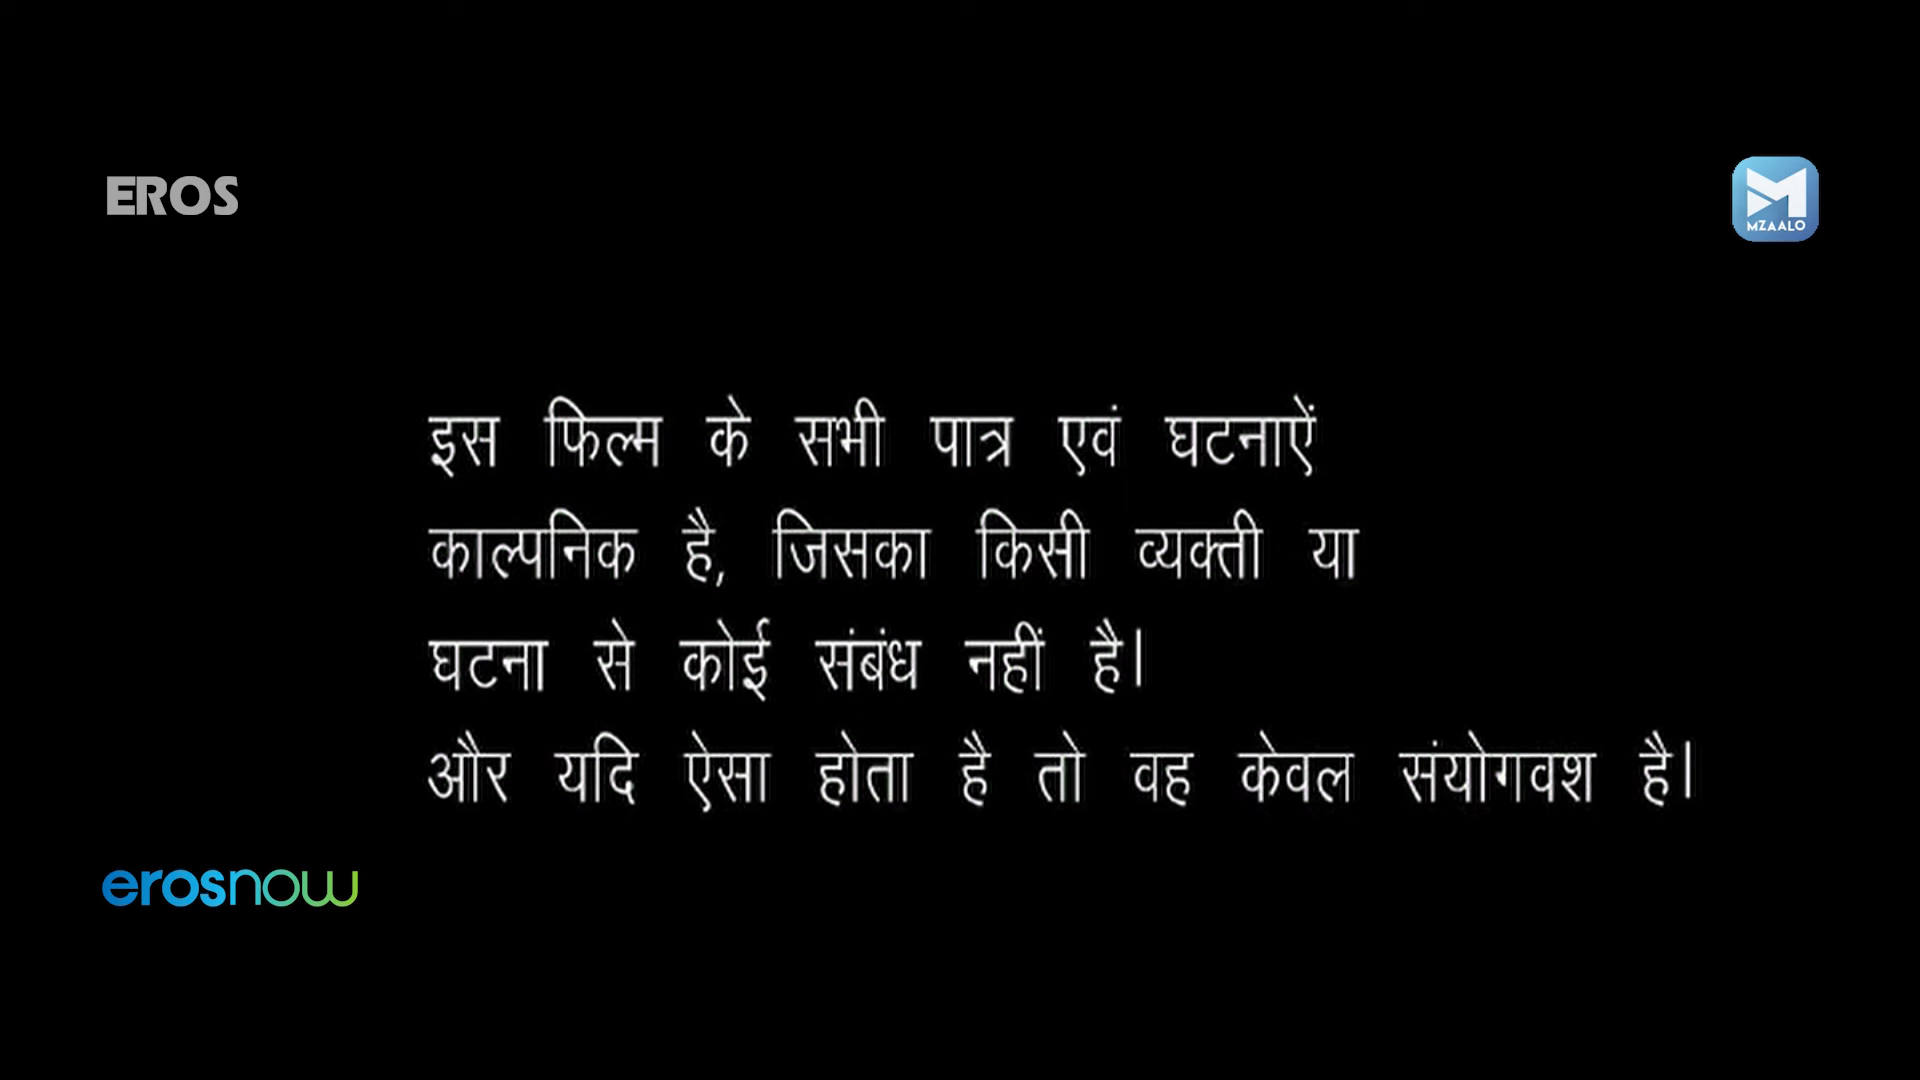 EROS
MZAALO
इस फिल्म के सभी पात्र एवं घटनाऐं
काल्पनिक है, जिसका किसी व्यक्ती या
घटना से कोई संबंध नहीं है।
और यदि ऐसा होता है तो वह केवल संयोगवश है।
erosnow